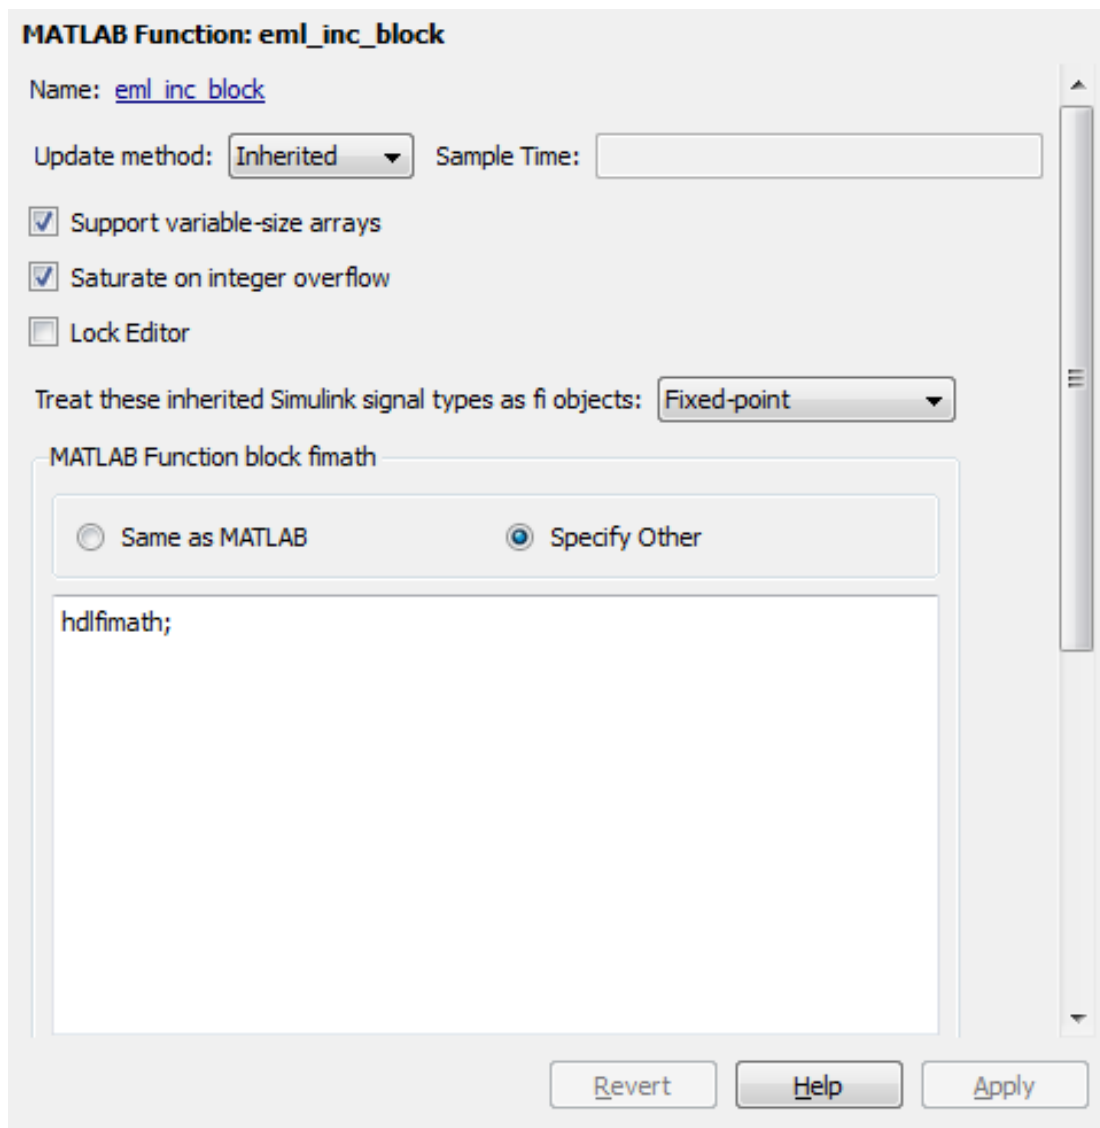 MATLAB Function: eml_inc_block
Name: eml_inc_block
Update method: Inherited Sample Time:
Support variable-size arrays
Saturate on integer overflow
Lock Editor
Treat these inherited Simulink signal types as fi objects: Fixed-point
MATLAB Function block fimath
Same as MATLAB Specify Other
hdlfimath;
Revert Help Apply